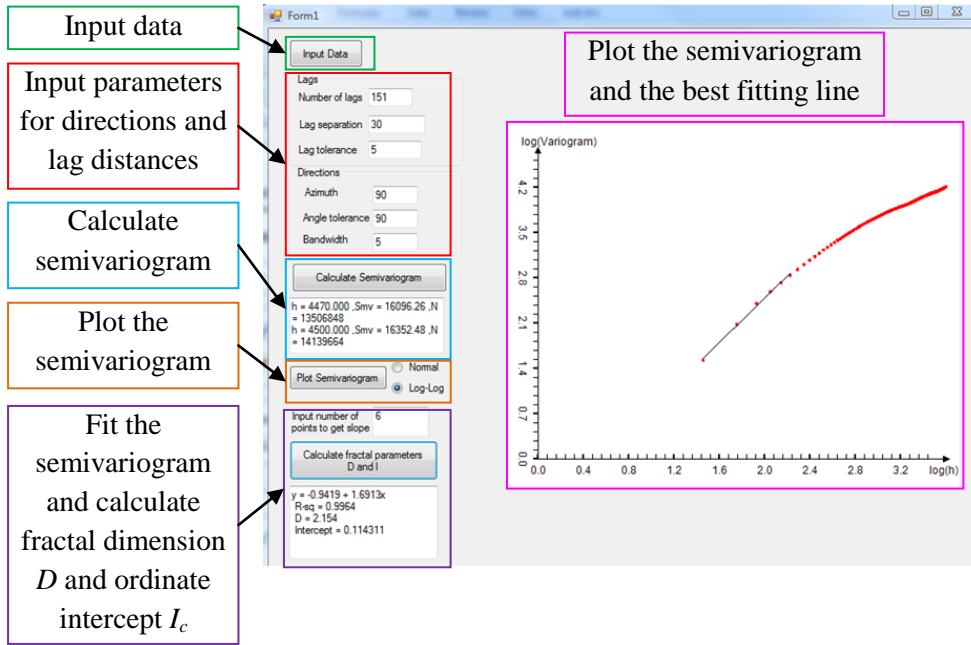 Input data
Input parameters
for directions and
lag distances
Calculate
semivariogram
Plot the
semivariogram
Fit the
semivariogram
and calculate
fractal dimension
D and ordinate
intercept Ic
Form1
Input Data
Lags
Number of lags 151
Lag separation 30
Lag tolerance 5
Directions
Azimuth 90
Angle tolerance 90
Bandwidth 5
Calculate Semivariogram
h = 4470.000 ,Smv = 16096.26 ,N
= 13506848
h = 4500.000 ,Smv = 16352.48 ,N
= 14139664
Plot Semivariogram
Normal
Log-Log
Input number of 6
points to get slope
Calculate fractal parameters
D and I
y = -0.9419 + 1.6913x
R-sq = 0.9964
D = 2.154
Intercept = 0.114311
Plot the semivariogram
and the best fitting line
log(Variogram)
4.2
3.5
2.8
2.1
1.4
0.7
0.0
0.0 0.4 0.8 1.2 1.6 2.0 2.4 2.8 3.2 log(h)